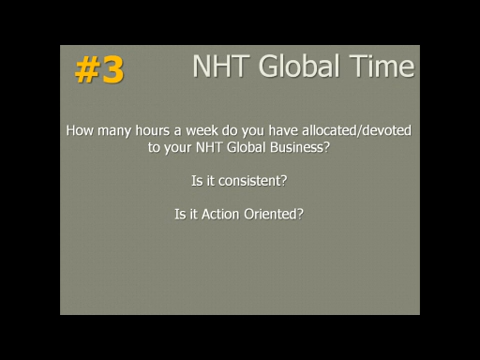 #3
NHT Global Time
How many hours a week do you have allocated/devoted
to your NHT Global Business?
Is it consistent?
Is it Action Oriented?